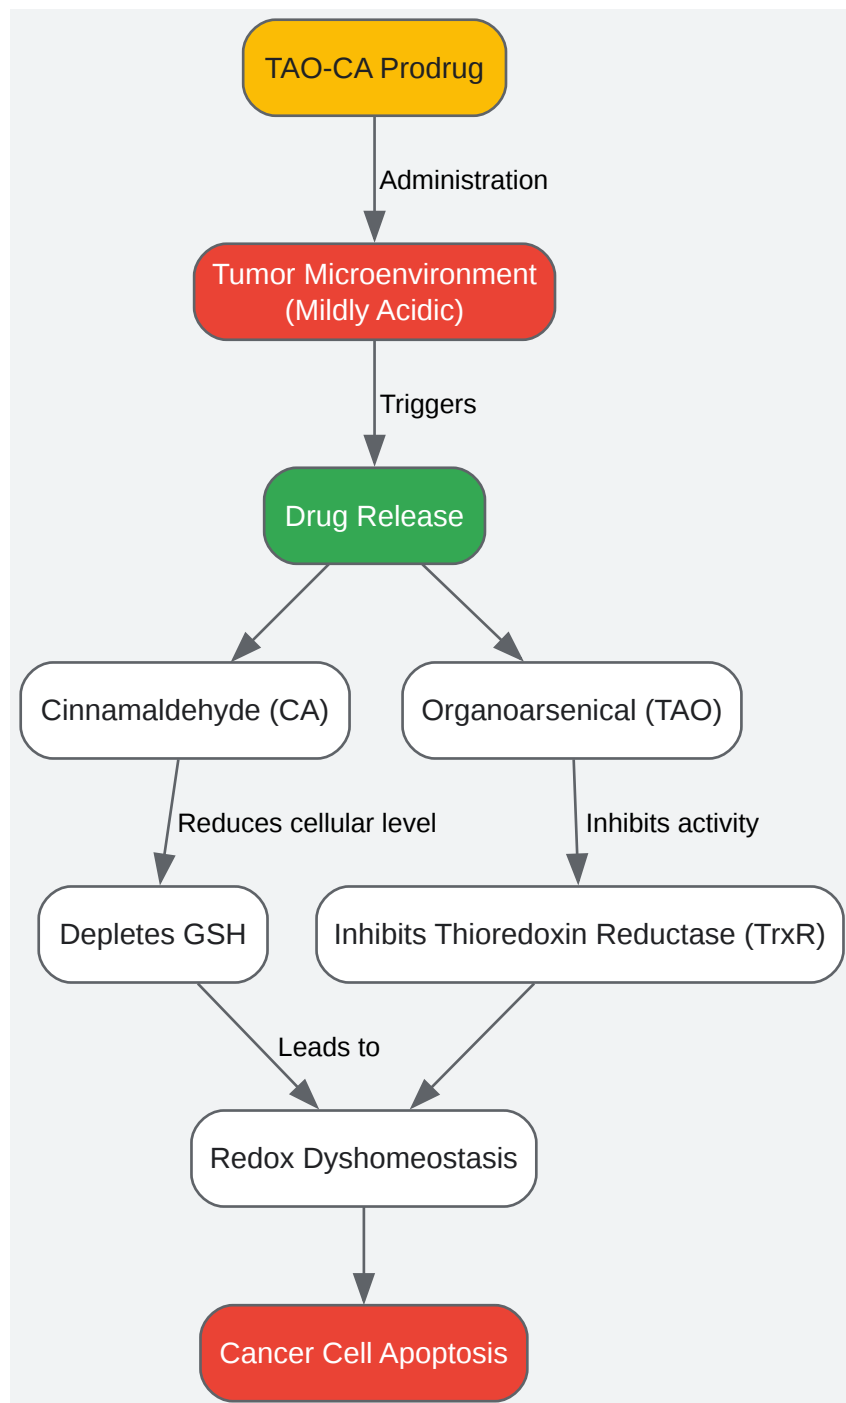 TAO-CA Prodrug
Administration
Tumor Microenvironment
(Mildly Acidic)
Triggers
Drug Release
Cinnamaldehyde (CA)
Organoarsenical (TAO)
Reduces cellular level
Inhibits activity
Depletes GSH
Inhibits Thioredoxin Reductase (TrxR)
Leads to
Redox Dyshomeostasis
Cancer Cell Apoptosis